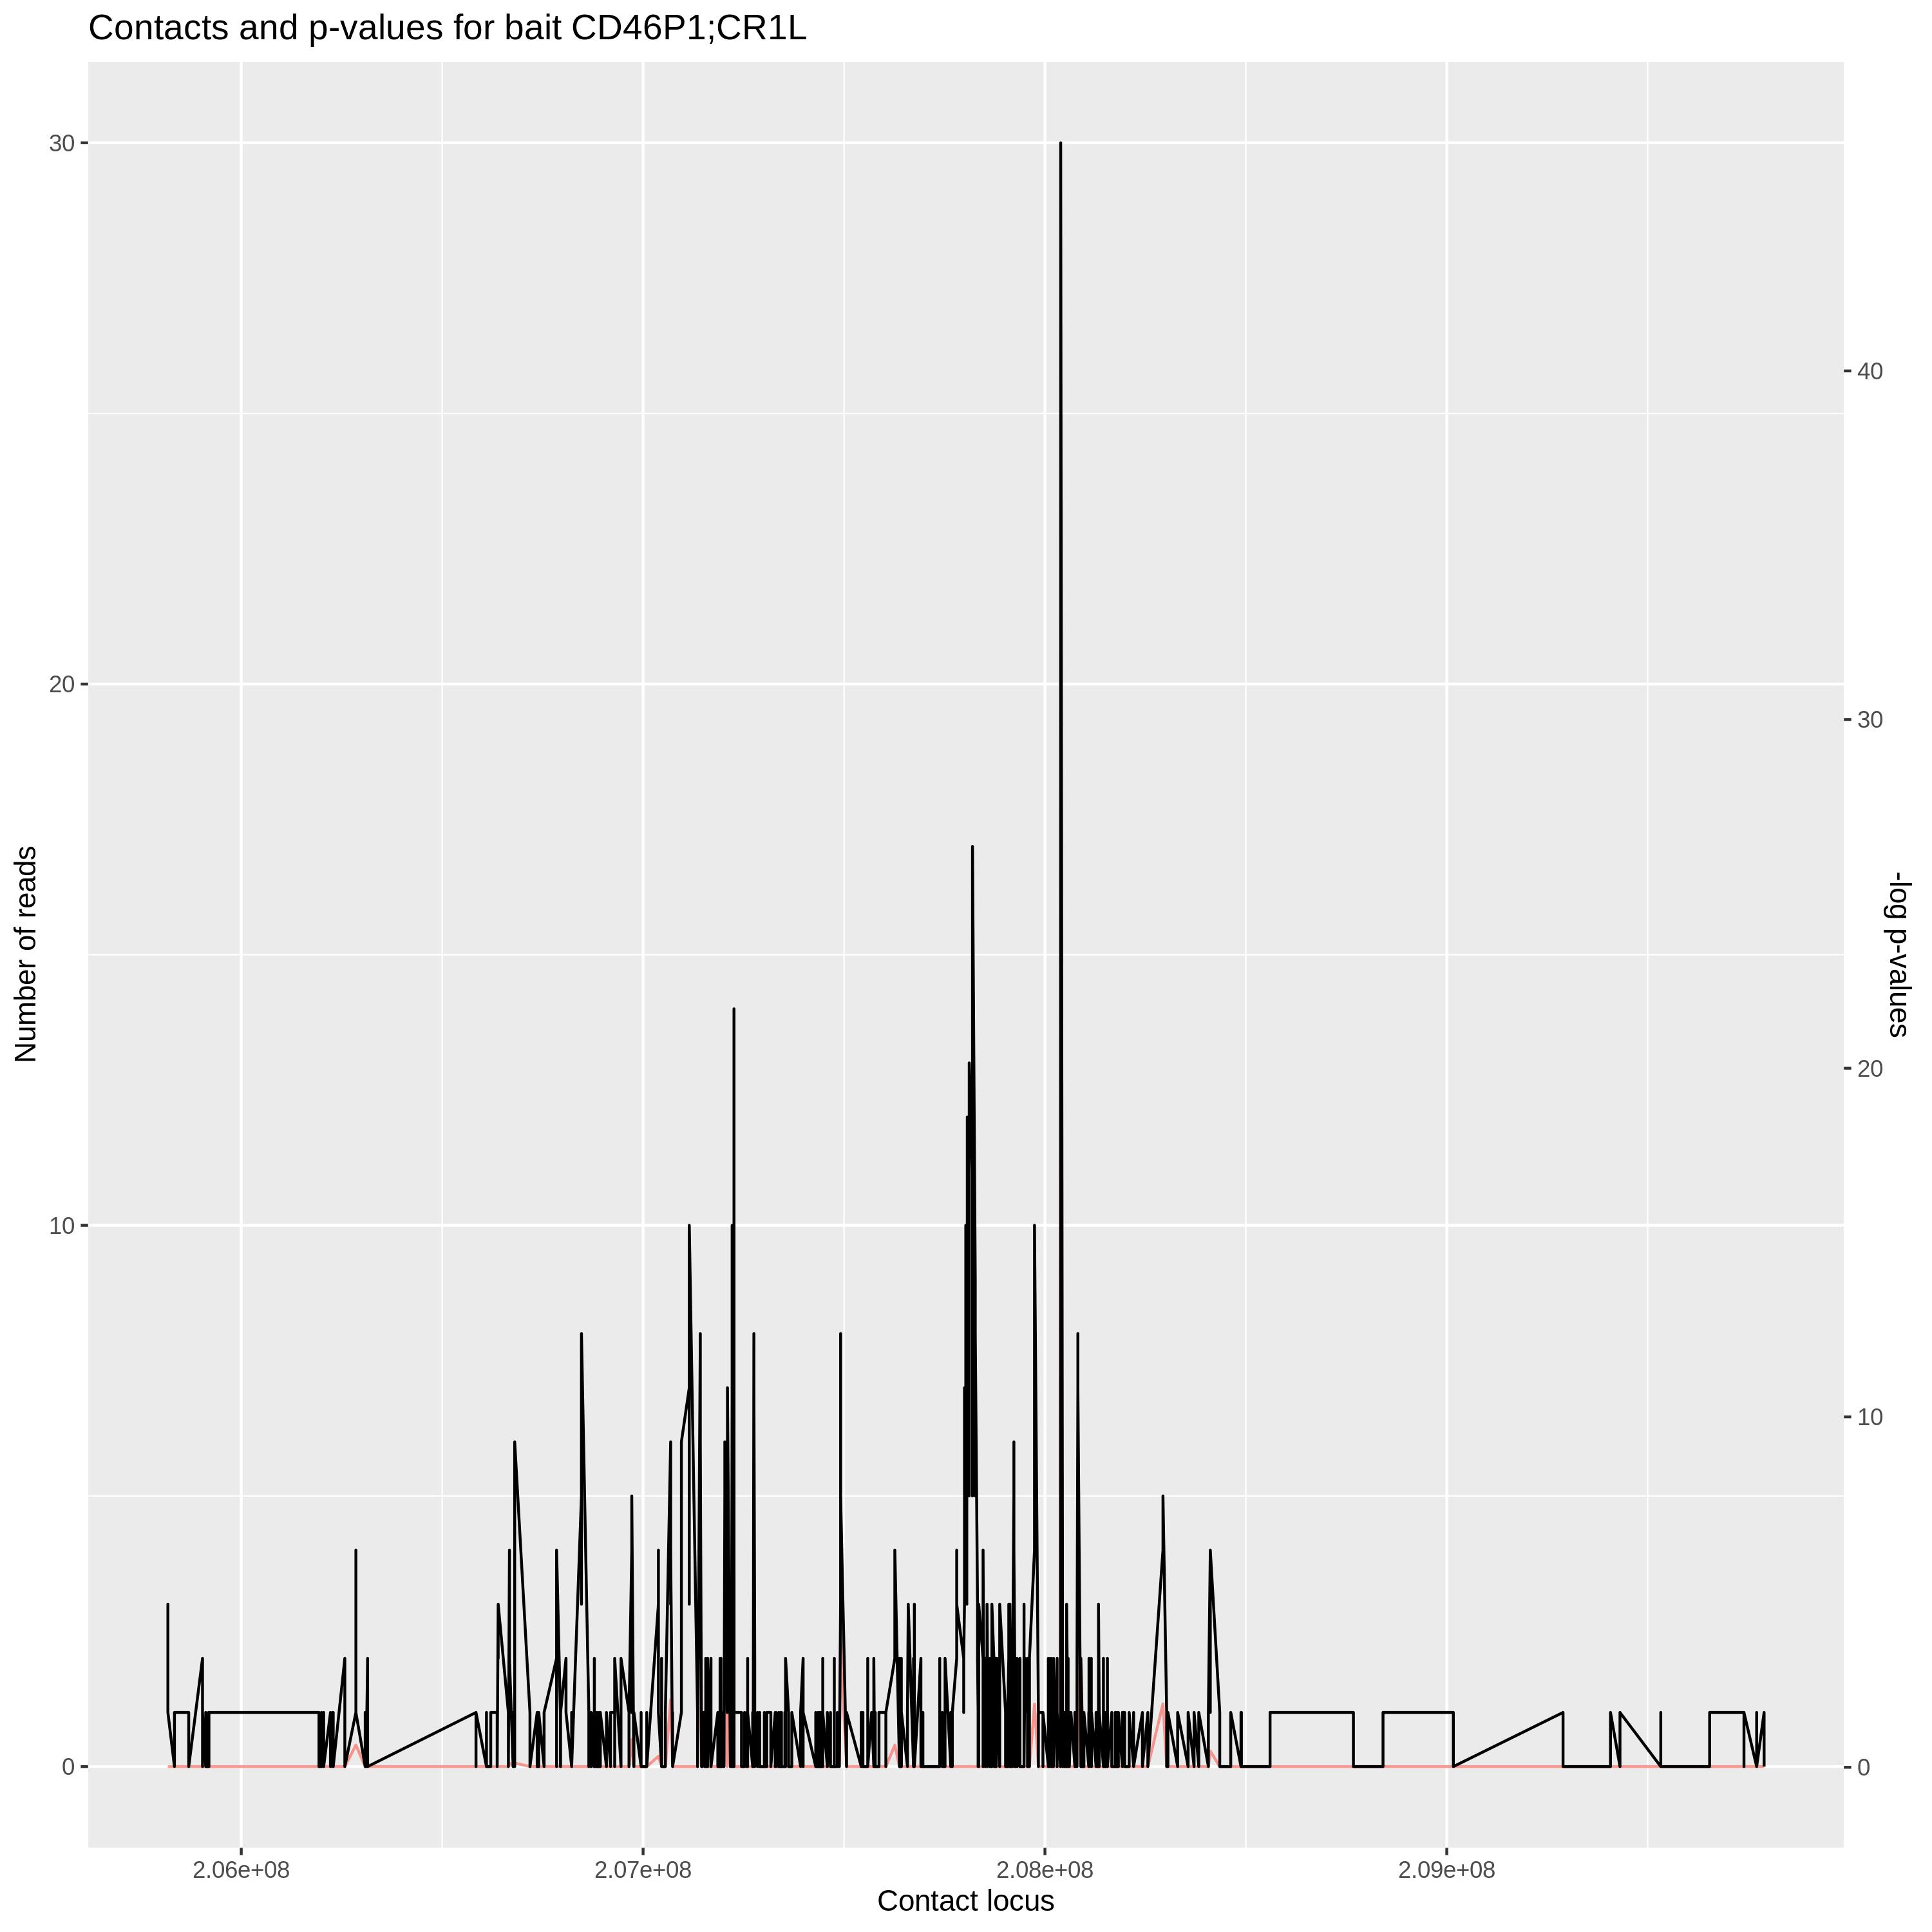 Contacts and p-values for bait CD46P1;CR1L
30
20
10
0
Number of reads
40
30
20
10
0
-log p-values
2.06e+08
2.07e+08
2.08e+08
2.09e+08
Contact locus